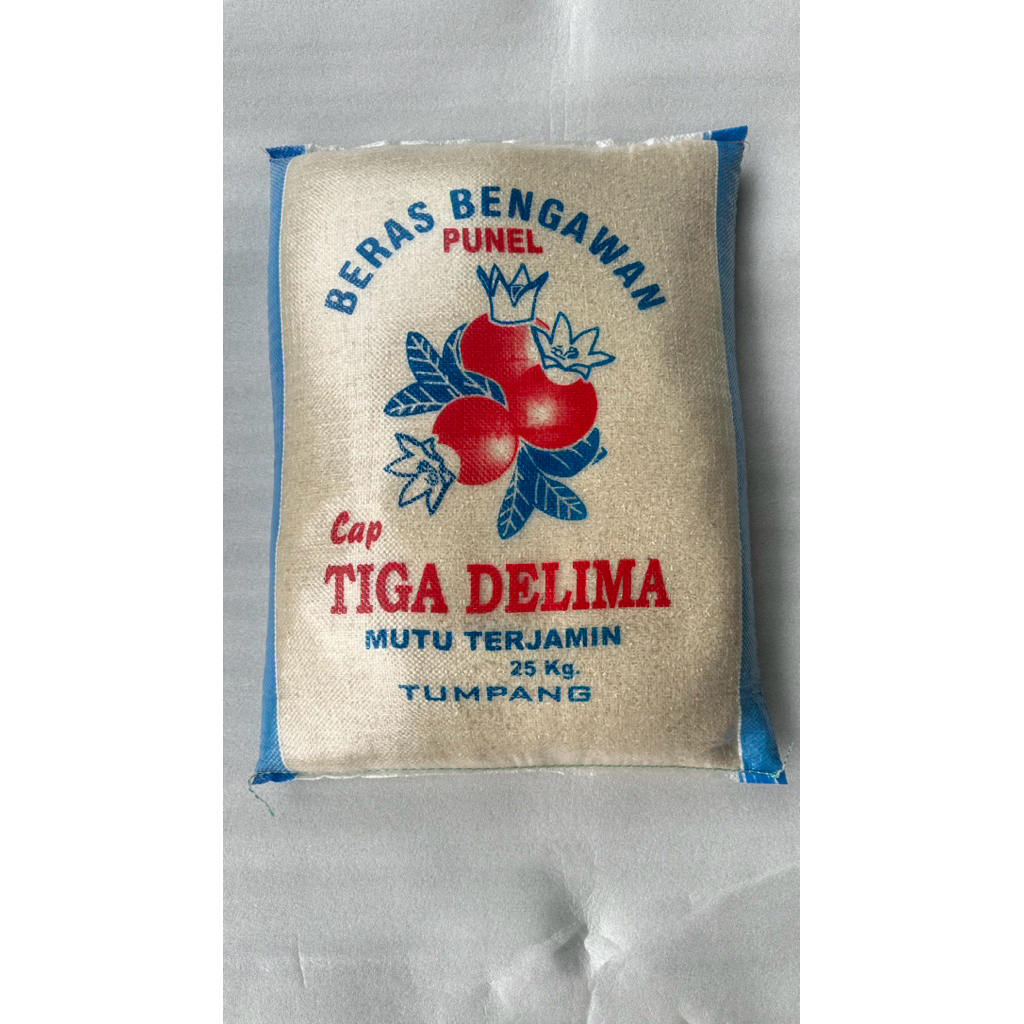 BERAS BENGAWAN
PUNEL
Cap
TIGA DELIMA
MUTU TERJAMIN
25 Kg.
TUMPANG